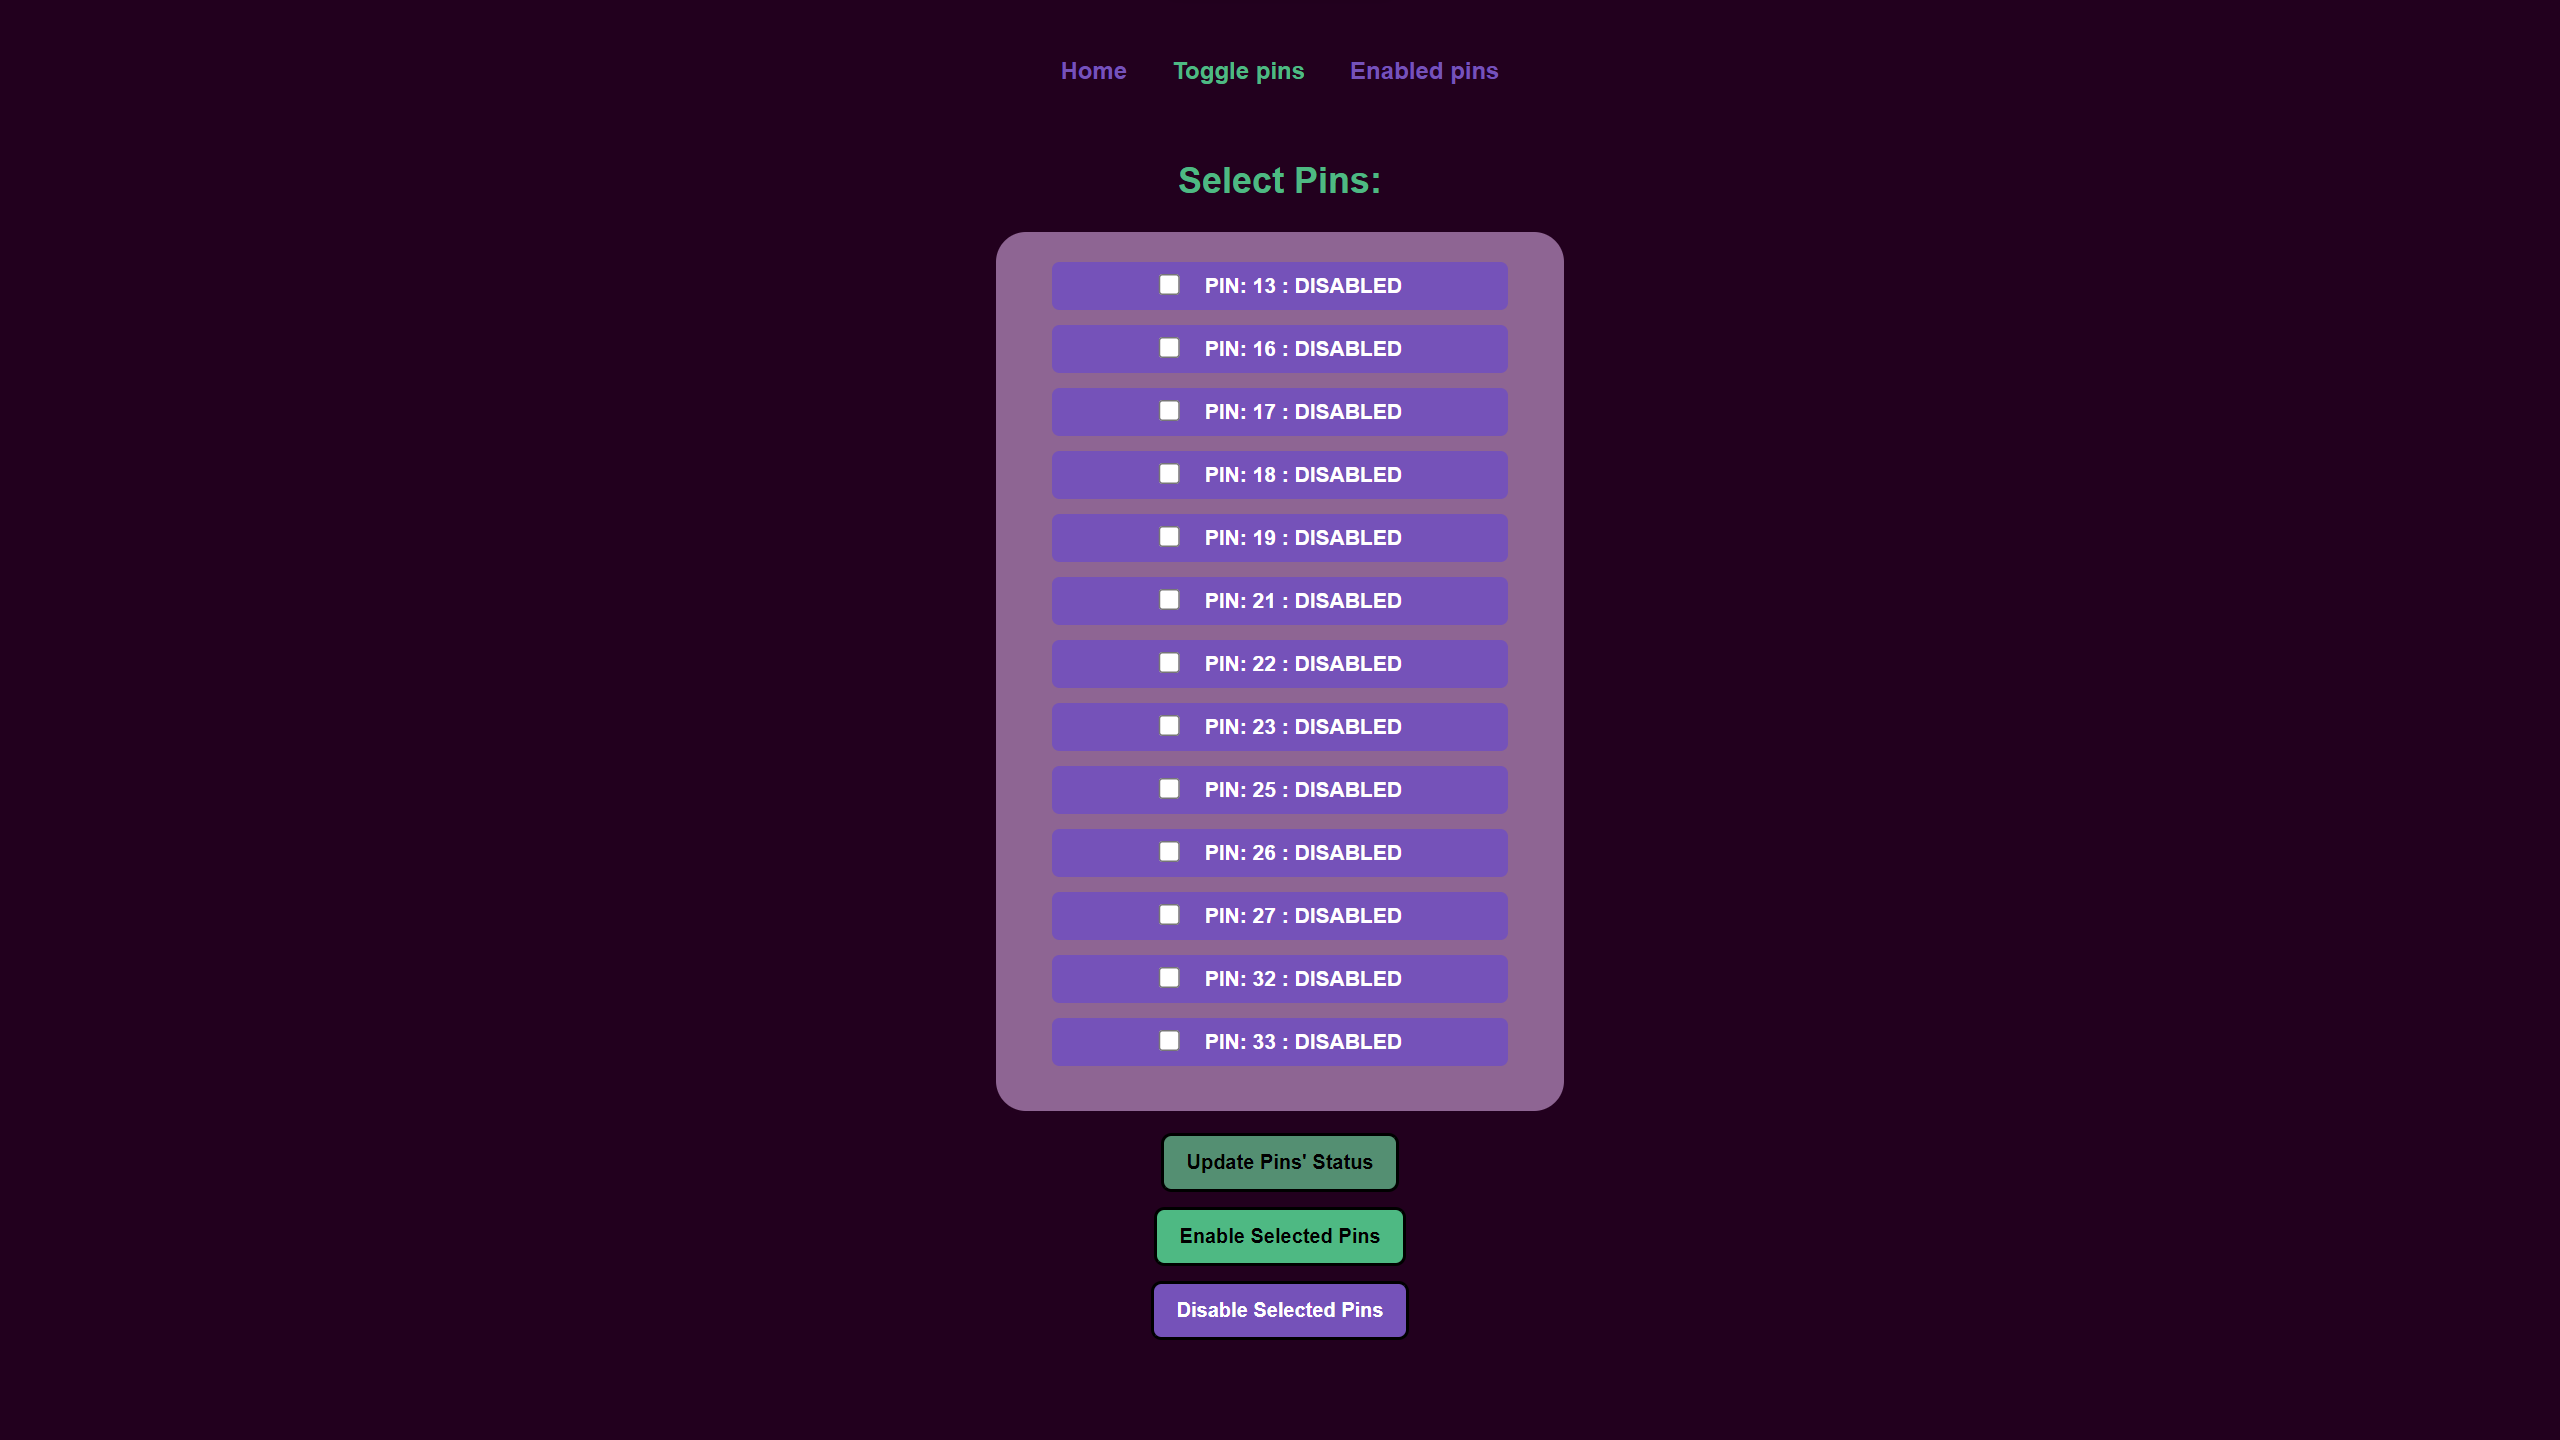 Home Toggle pins Enabled pins
Select Pins:
PIN: 13 : DISABLED
PIN: 16 : DISABLED
PIN: 17 : DISABLED
PIN: 18 : DISABLED
PIN: 19 : DISABLED
PIN: 21 : DISABLED
PIN: 22 : DISABLED
PIN: 23 : DISABLED
PIN: 25 : DISABLED
PIN: 26 : DISABLED
PIN: 27 : DISABLED
PIN: 32 : DISABLED
PIN: 33 : DISABLED
Update Pins' Status
Enable Selected Pins
Disable Selected Pins